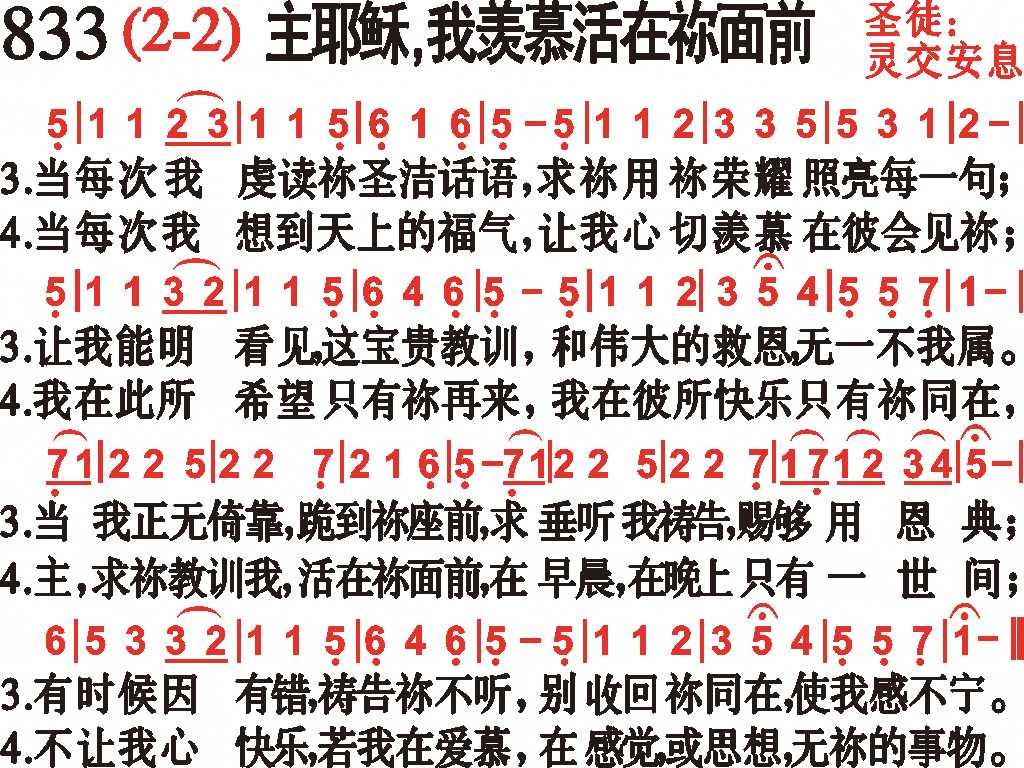 833 (2-2) 主耶稣,我羡慕活在祢面前 圣徒:
灵交安息
5|1 1 2 3|1 1 5|6 1 6|5 - 5|1 1 2|3 3 5|5 3 1|2 - |
3.当每次我 虔读祢圣洁话语,求祢用祢荣耀照亮每一句;
4.当每次我 想到天上的福气,让我心切羡慕在彼会见祢;
5|1 1 3 2|1 1 5|6 4 6|5 - 5|1 1 2|3 5 4|5 5 7|1 - |
3.让我能明 看见,这宝贵教训, 和伟大的救恩,无一不我属。
4.我在此所 希望只有祢再来, 我在彼所快乐只有祢同在,
7 1|2 2 5|2 2 7|2 1 6|5 - 7 1|2 2 5|2 2 7|1 7 1 2 3 4|5 - |
3.当 我正无倚靠,跪到祢座前,求 垂听我祷告,赐够 用 恩 典;
4.主,求祢教训我,活在祢面前,在 早晨,在晚上只有 一 世 间;
6|5 3 3 2|1 1 5|6 4 6|5 - 5|1 1 2|3 5 4|5 5 7|1 - ‖
3.有时候因 有错,祷告祢不听, 别收回祢同在,使我感不宁。
4.不让我心 快乐,若我在爱慕, 在感觉,或思想,无祢的事物。